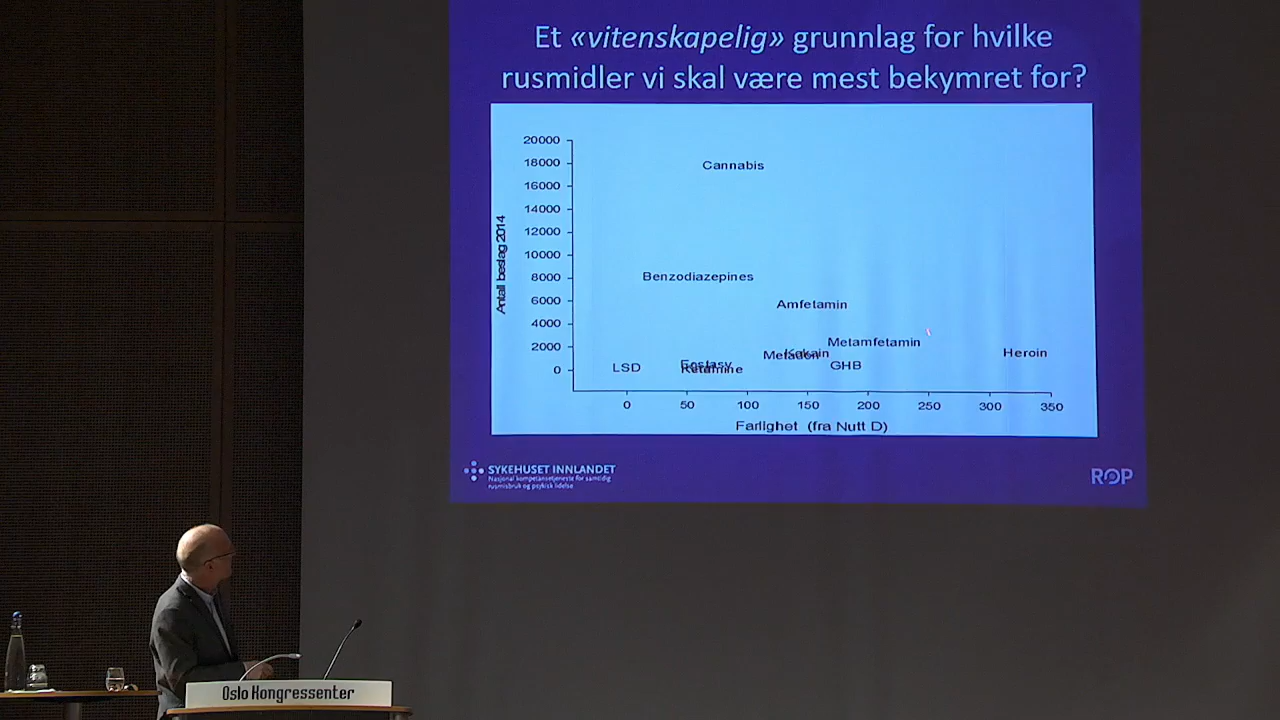 Et «vitenskapelig» grunnlag for hvilke
rusmidler vi skal være mest bekymret for?
20000
18000
16000
14000
12000
10000
8000
6000
4000
2000
0
Antall beslag 2014
Cannabis
Benzodiazepines
Amfetamin
Metamfetamin
Kokain
Metadon
Heroin
Ecstasy
Ketamine
LSD
GHB
0 50 100 150 200 250 300 350
Farlighet (fra Nutt D)
SYKEHUSET INNLANDET
Nasjonal kompetansetjeneste for samtidig
rusmisbruk og psykisk lidelse
ROP
Oslo Kongressenter